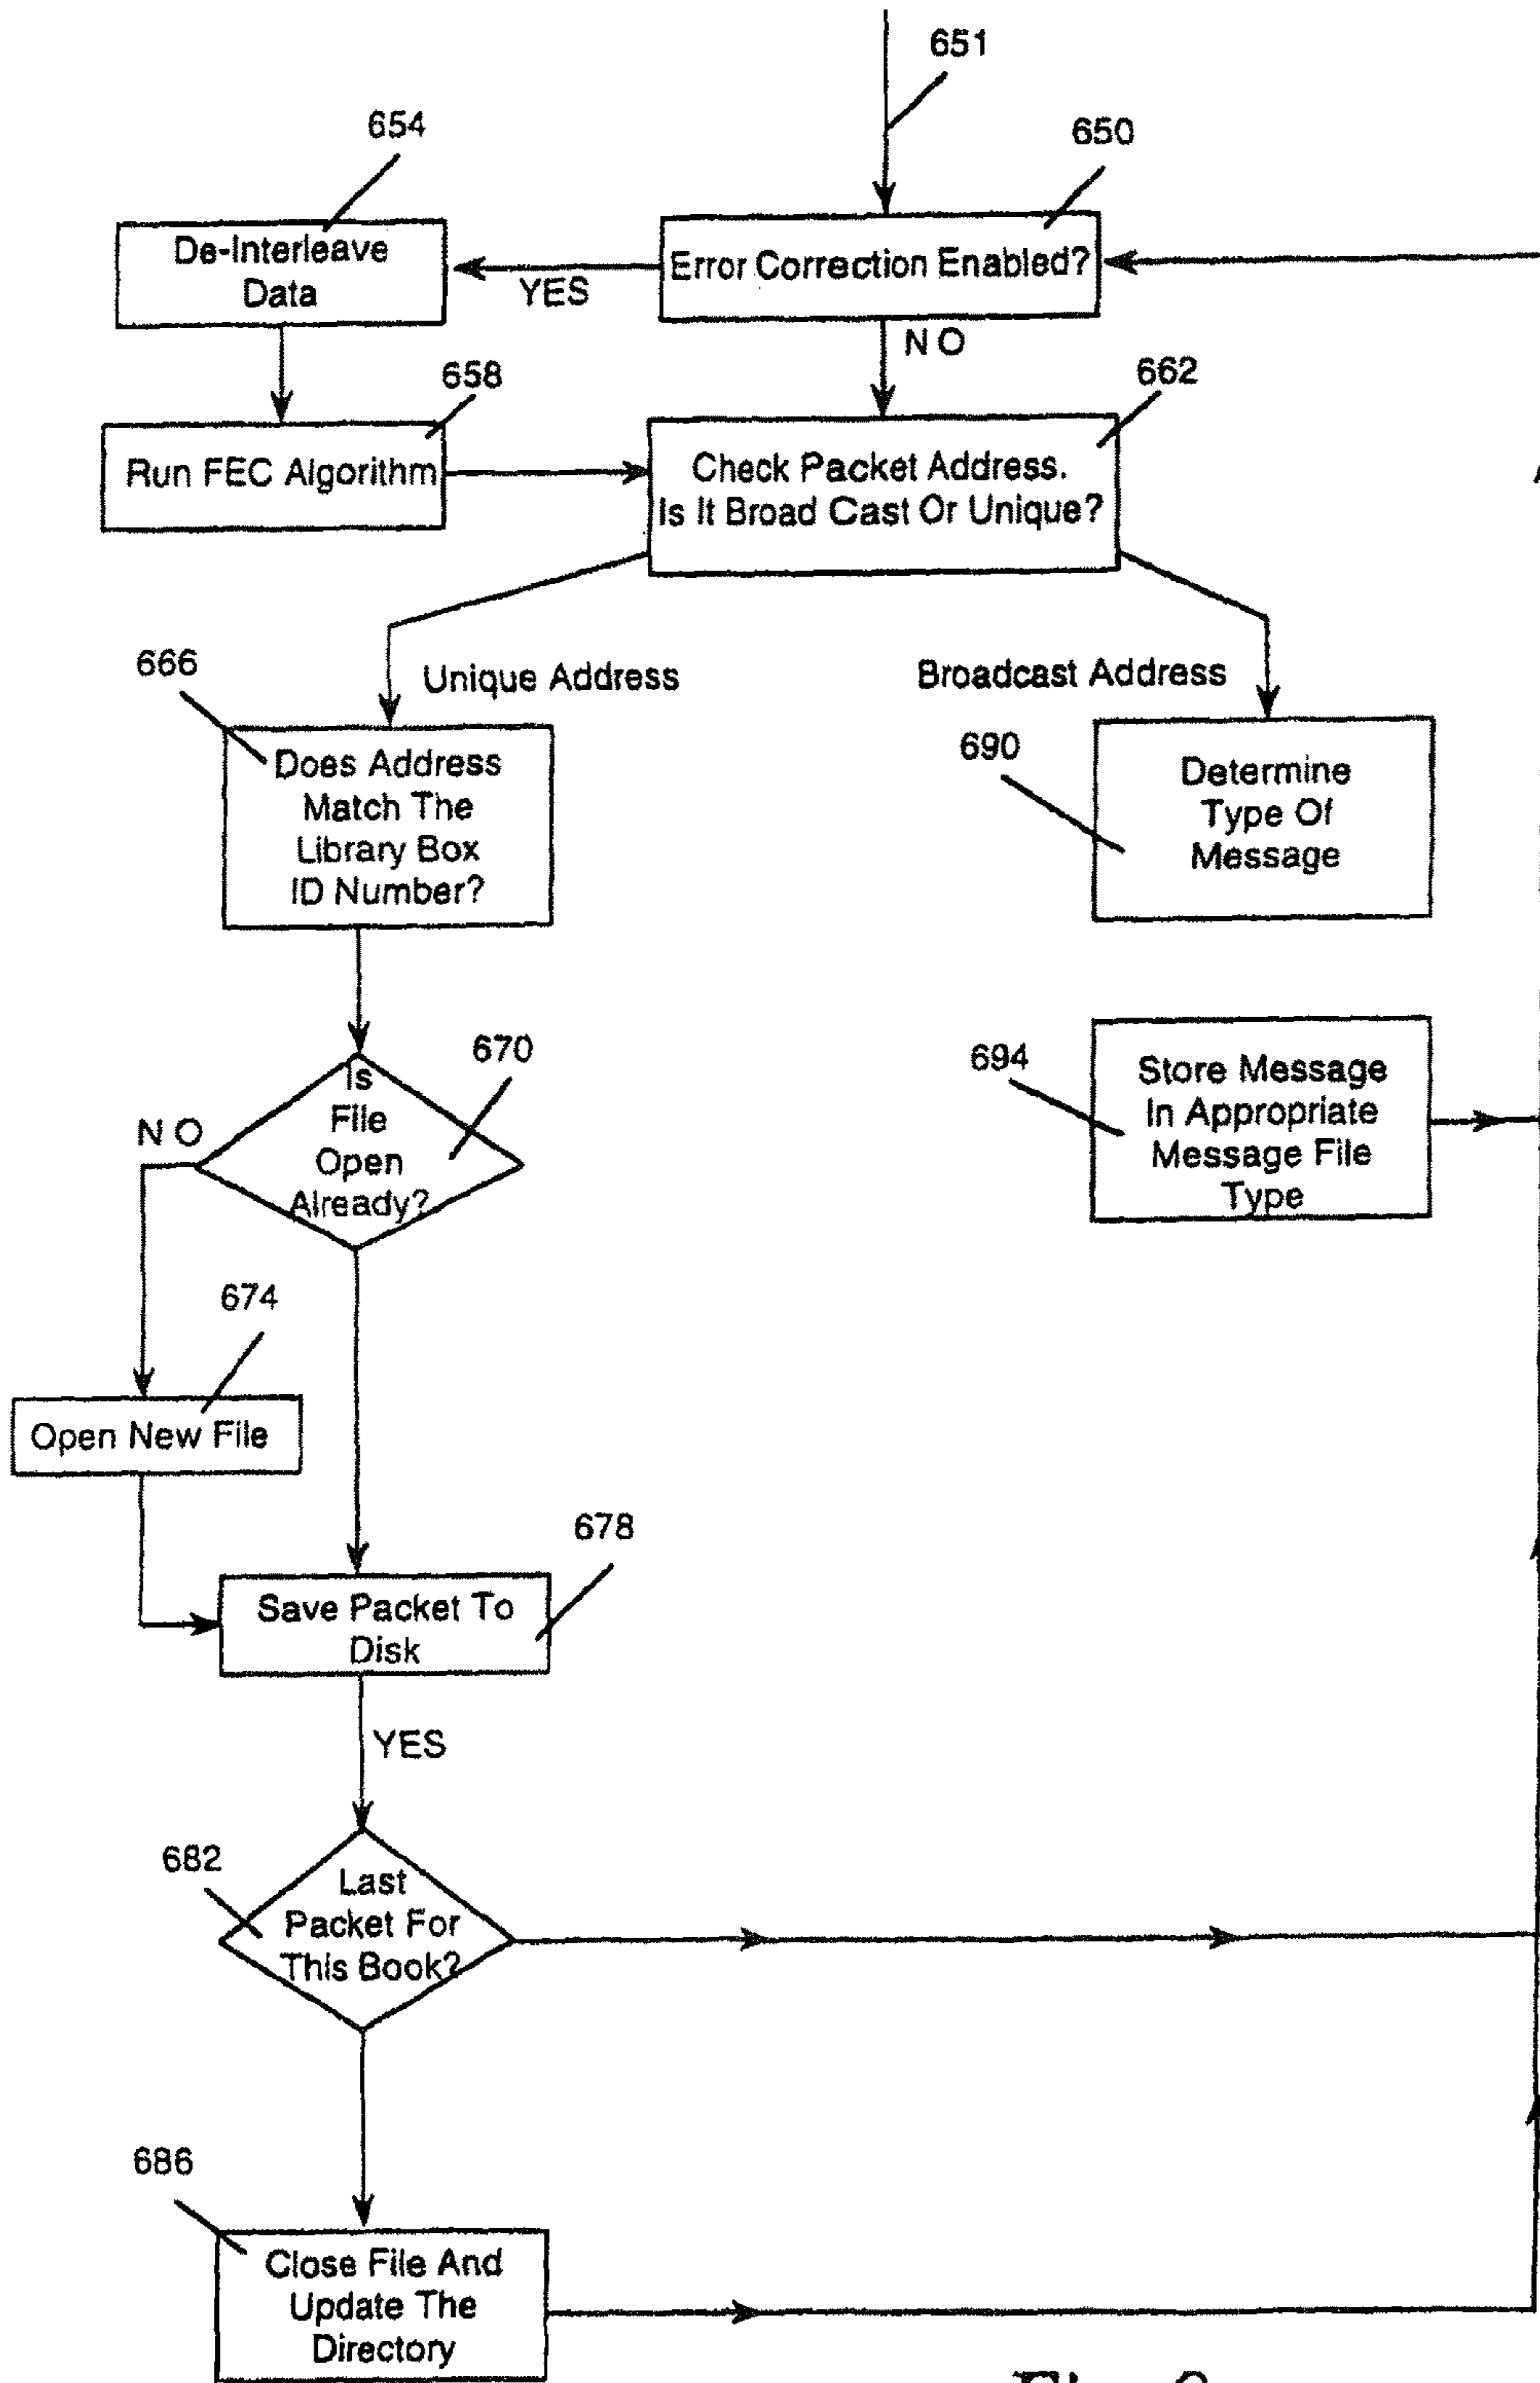 651
654
650
De-Interleave
Data
Error Correction Enabled?
YES
NO
658
662
Run FEC Algorithm
Check Packet Address.
Is It Broad Cast Or Unique?
666
Unique Address
Broadcast Address
Does Address
Match The
Library Box
ID Number?
690
Determine
Type Of
Message
670
Is
File
Open
Already?
NO
694
Store Message
In Appropriate
Message File
Type
674
Open New File
678
Save Packet To
Disk
YES
682
Last
Packet For
This Book?
686
Close File And
Update The
Directory